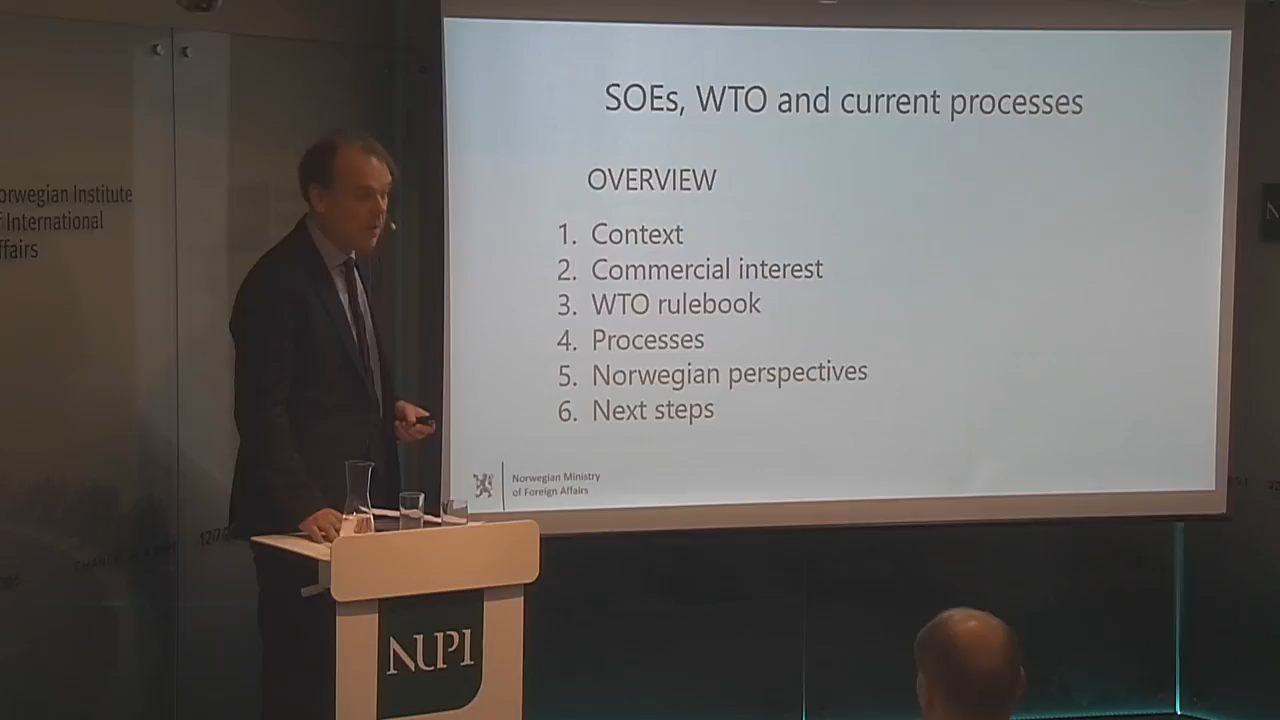 orwegian Institute
f International
ffairs
SOEs, WTO and current processes
OVERVIEW
1. Context
2. Commercial interest
3. WTO rulebook
4. Processes
5. Norwegian perspectives
6. Next steps
Norwegian Ministry
of Foreign Affairs
NUPI